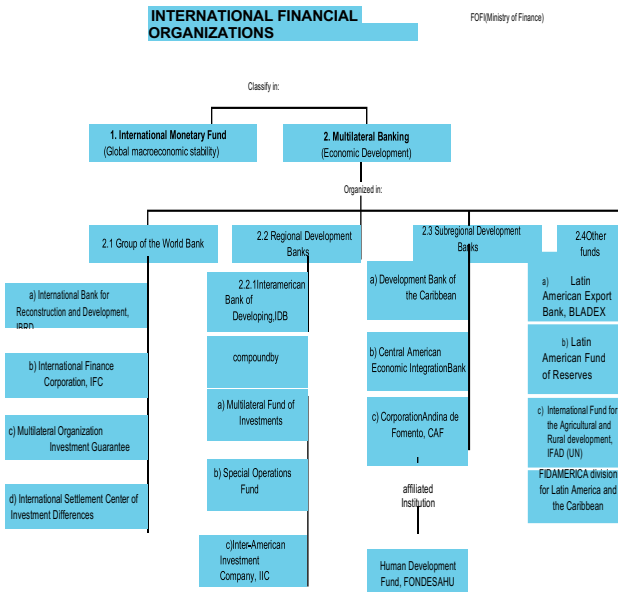 INTERNATIONAL FINANCIAL
ORGANIZATIONS
FOFI(Ministry of Finance)
Classify in:
1. International Monetary Fund
(Global macroeconomic stability)
2. Multilateral Banking
(Economic Development)
Organized in:
2.1 Group of the World Bank
2.2 Regional Development
Banks
2.3 Subregional Development
Banks
2.4Other
funds
a) International Bank for
Reconstruction and Development,
IBRD
b) International Finance
Corporation, IFC
c) Multilateral Organization
Investment Guarantee
d) International Settlement Center of
Investment Differences
2.2.1Interamerican
Bank of
Developing,IDB
compoundby
a) Multilateral Fund of
Investments
b) Special Operations
Fund
c)Inter-American
Investment
Company, IIC
a) Development Bank of
the Caribbean
b) Central American
Economic IntegrationBank
c) CorporationAndina de
Fomento, CAF
affiliated
Institution
Human Development
Fund, FONDESAHU
a) Latin
American Export
Bank, BLADEX
b) Latin
American Fund
of Reserves
c) International Fund for
the Agricultural and
Rural development,
IFAD (UN)
FIDAMERICA division
for Latin America and
the Caribbean